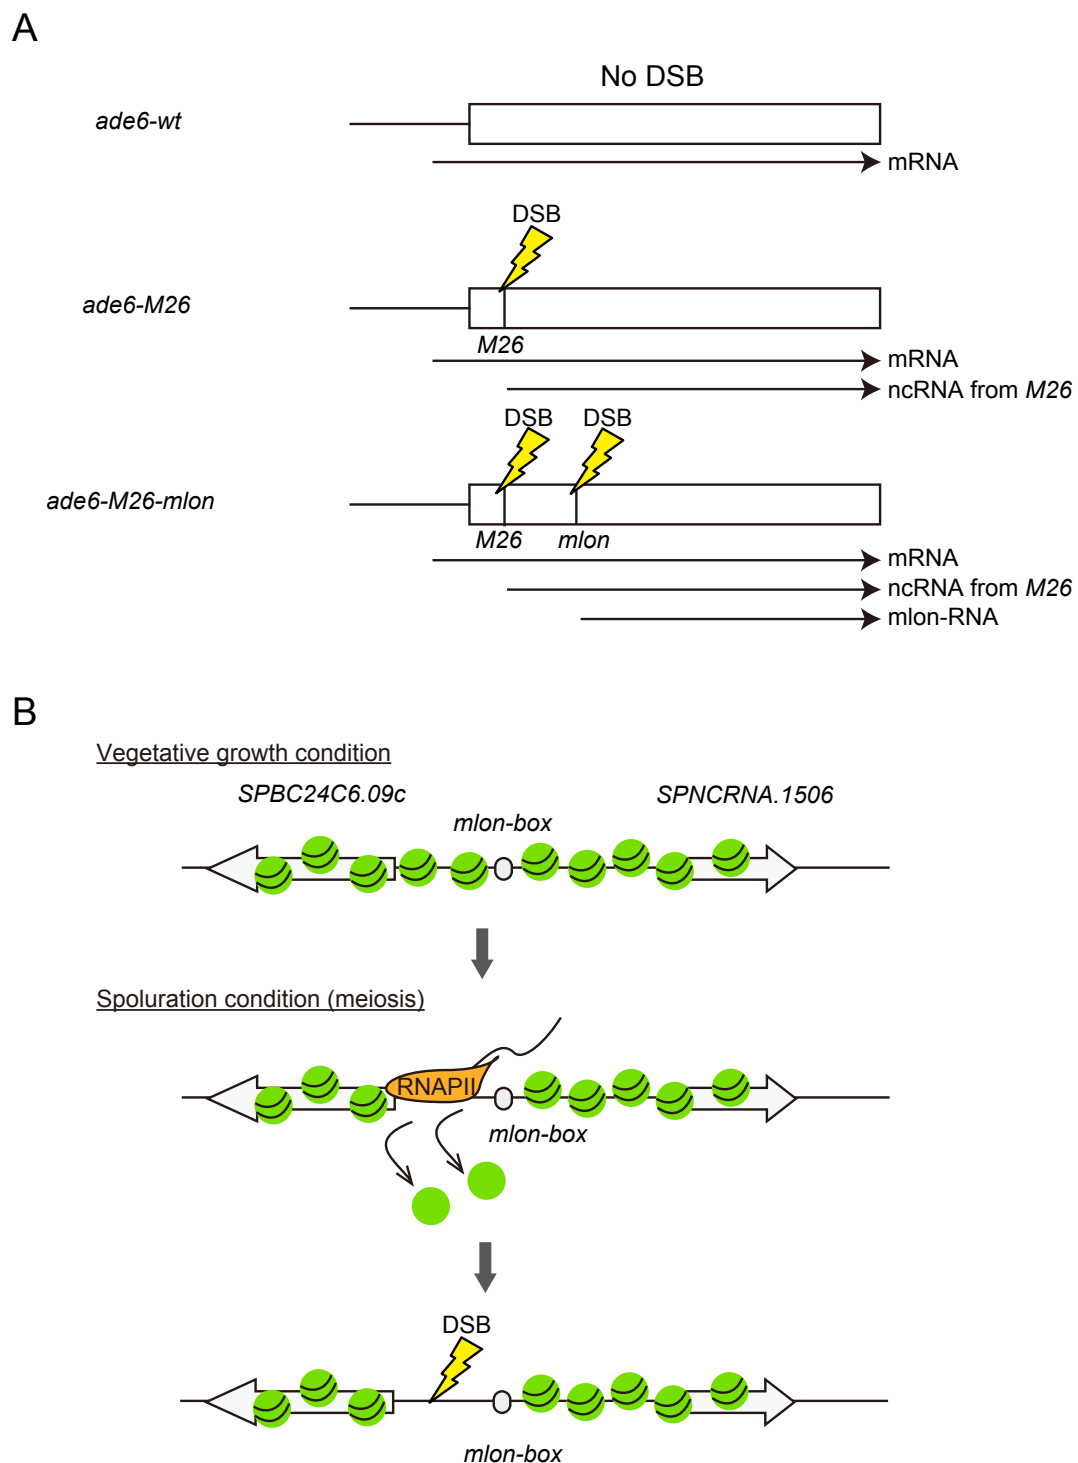 A
No DSB
ade6-wt
mRNA
DSB
ade6-M26
M26
mRNA
ncRNA from M26
DSB DSB
ade6-M26-mlon
M26 mlon
mRNA
ncRNA from M26
mlon-RNA
B
Vegetative growth condition
SPBC24C6.09c SPNCRNA.1506
mlon-box
Spoluration condition (meiosis)
RNAPII
mlon-box
DSB
mlon-box